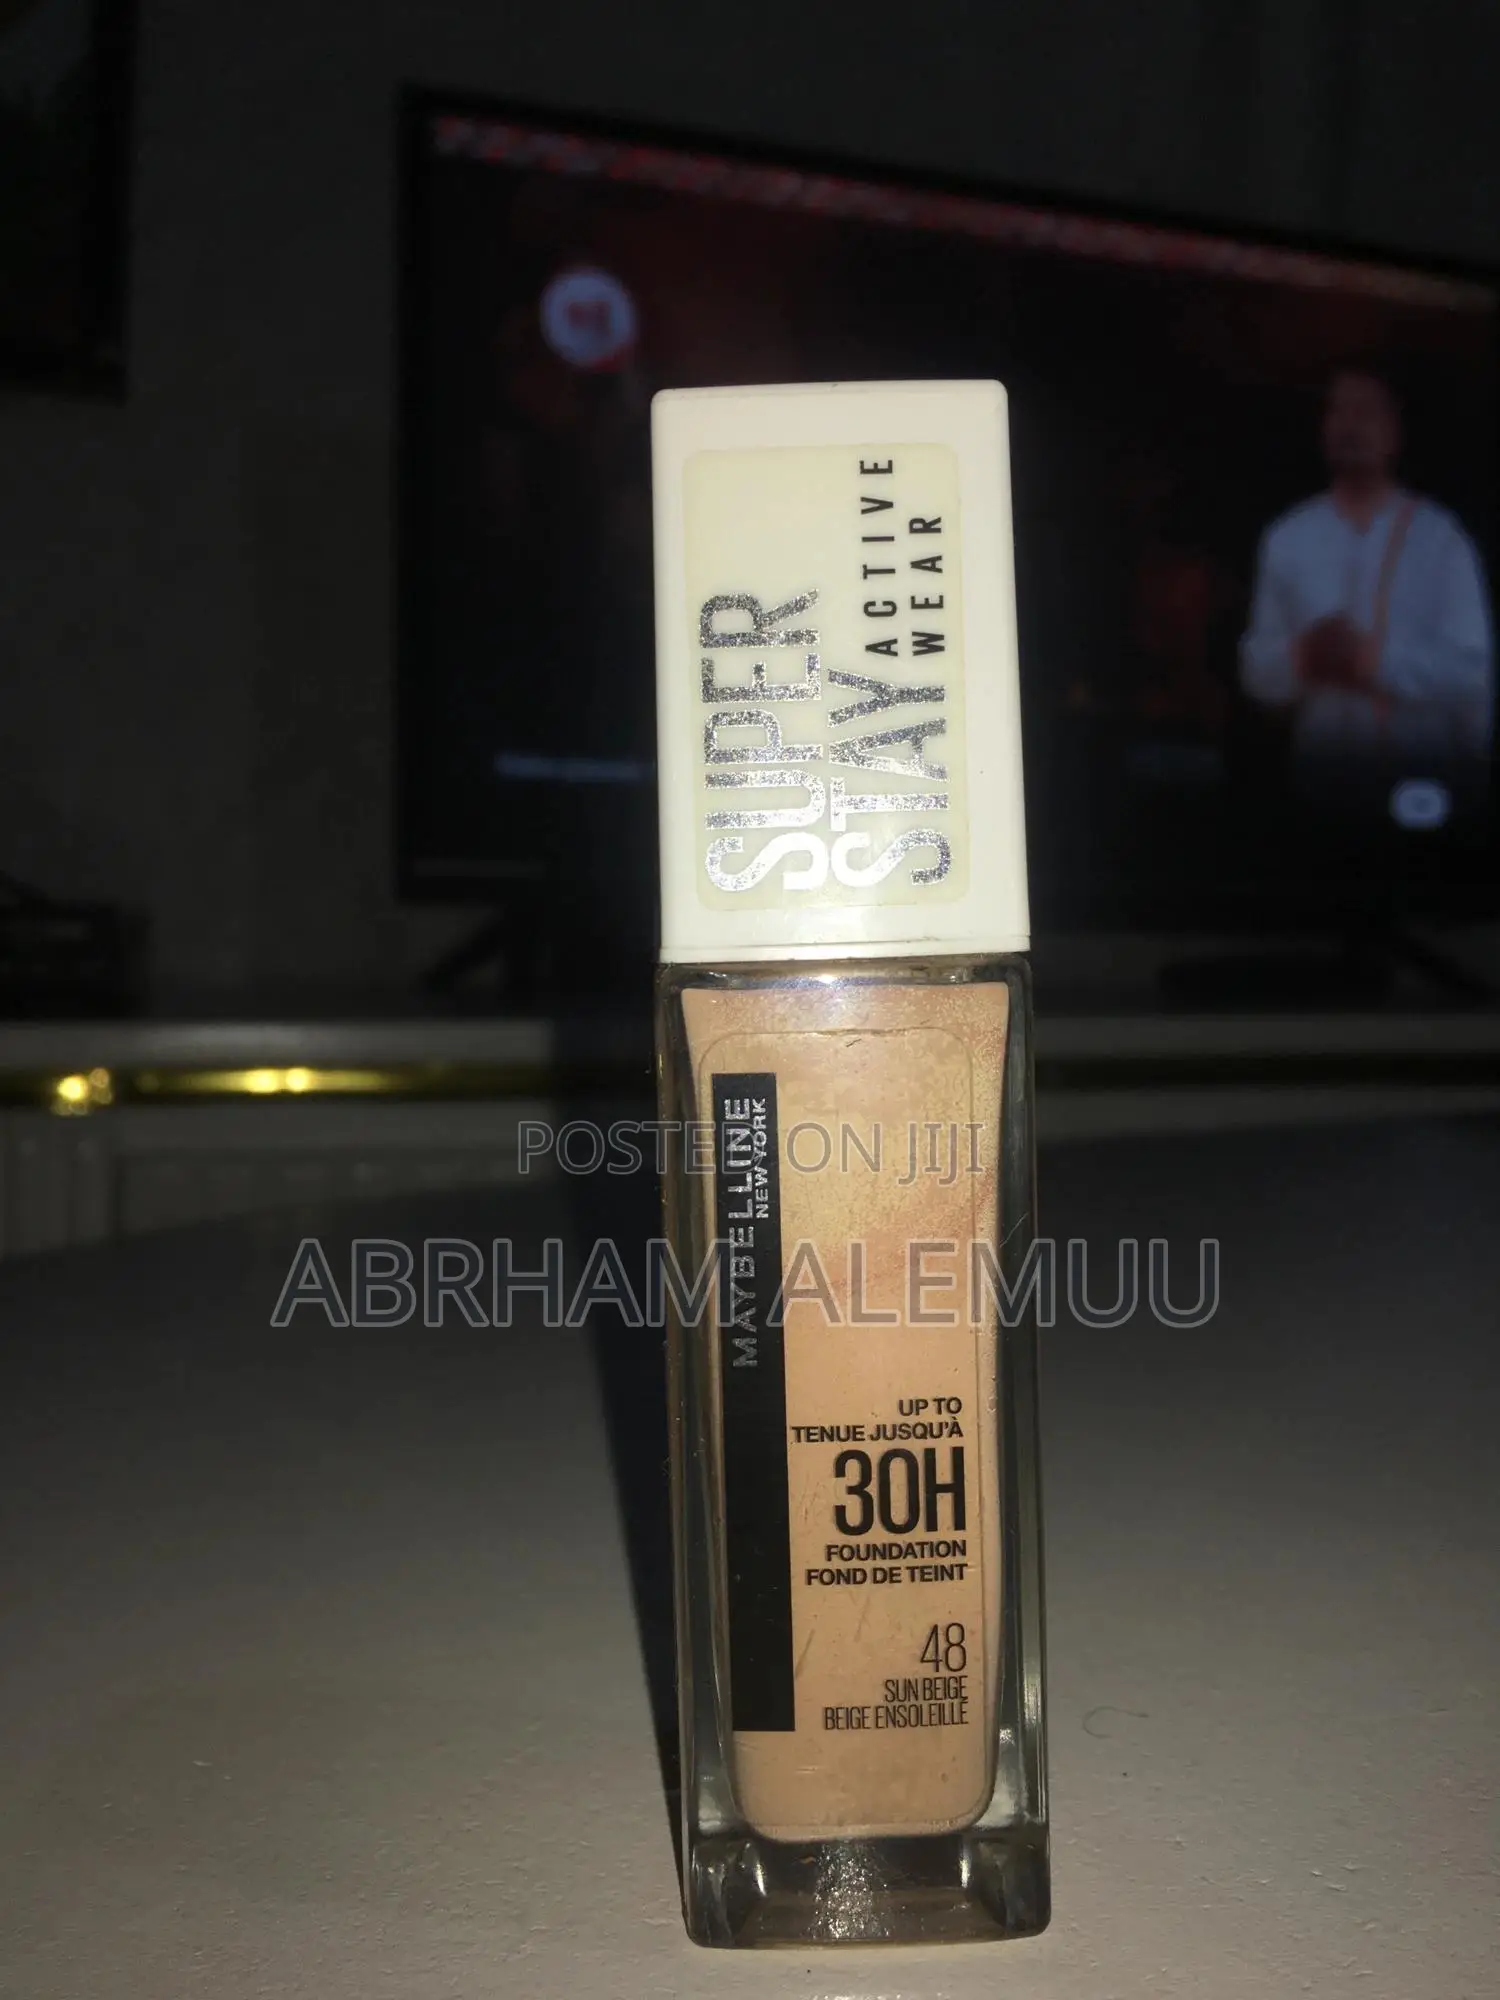 SUPER
STAY
ACTIVE
WEAR
MAYBELLINE
NEW YORK
POSTED ON JIJI
ABRHAM ALEMUU
UP TO
TENUE JUSQU'À
30H
FOUNDATION
FOND DE TEINT
48
SUN BEIGE
BEIGE ENSOLEILLÉ